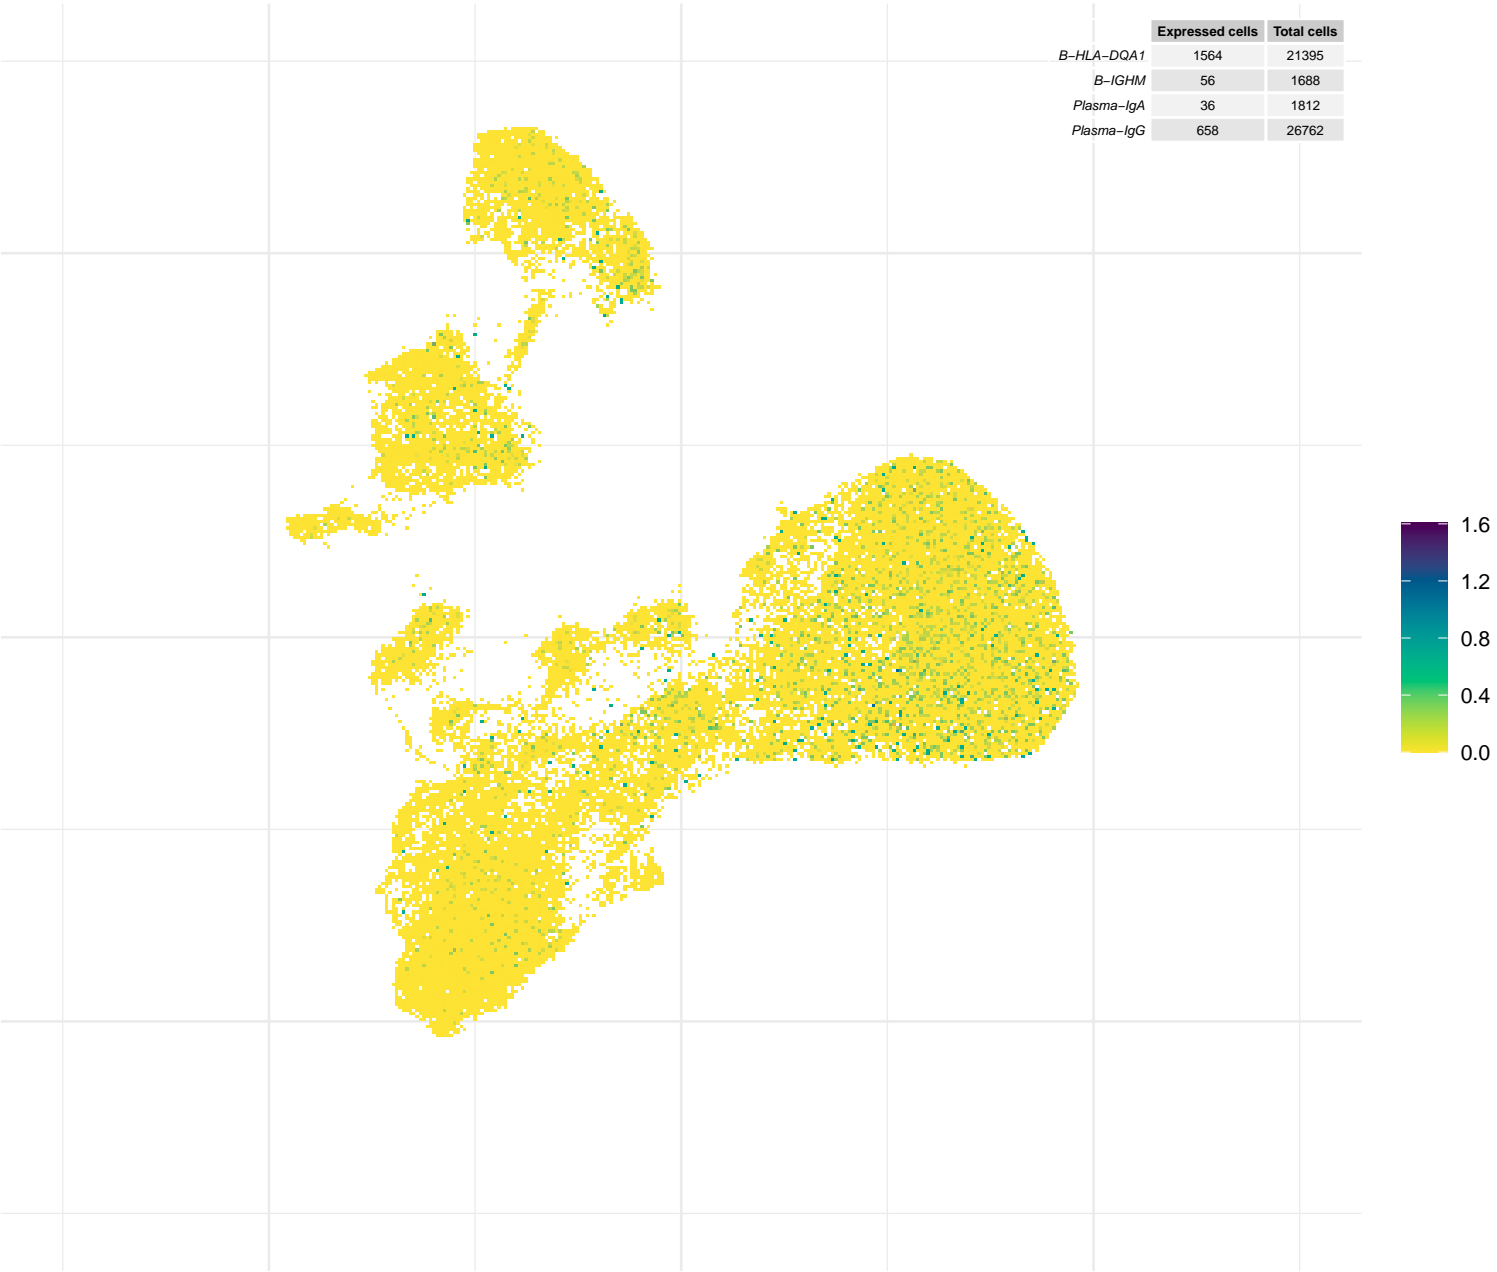 Expressed cells Total cells
B−HLA−DQA1 1564 21395
B−IGHM 56 1688
Plasma−IgA 36 1812
Plasma−IgG 658 26762
1.6
1.2
0.8
0.4
0.0